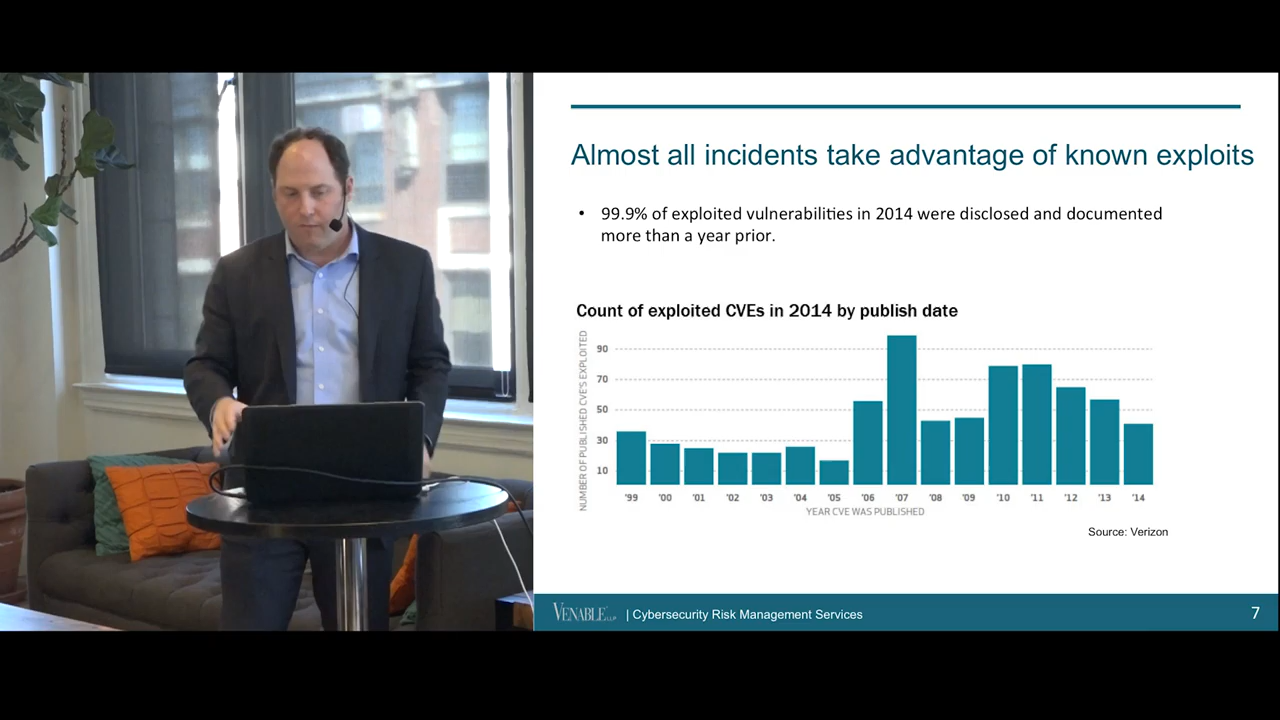 Almost all incidents take advantage of known exploits
• 99.9% of exploited vulnerabilities in 2014 were disclosed and documented
more than a year prior.
Count of exploited CVEs in 2014 by publish date
NUMBER OF PUBLISHED CVE'S EXPLOITED
90
70
50
30
10
'99 '00 '01 '02 '03 '04 '05 '06 '07 '08 '09 '10 '11 '12 '13 '14
YEAR CVE WAS PUBLISHED
Source: Verizon
VENABLE LLP | Cybersecurity Risk Management Services 7